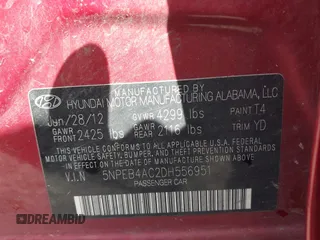 MANUFACTURED BY
HYUNDAI MOTOR MANUFACTURING ALABAMA, LLC
Jun/28/12 GVWR 4299 lbs PAINT T4
GAWR FRONT 2425 lbs GAWR REAR 2116 lbs TRIM YD
THIS VEHICLE CONFORMS TO ALL APPLICABLE FEDERAL
MOTOR VEHICLE SAFETY, BUMPER, AND THEFT PREVENTION
STANDARDS IN EFFECT ON THE DATE OF MANUFACTURE
SHOWN ABOVE.
V.I.N 5NPEB4AC2DH556951
PASSENGER CAR
DREAMBID